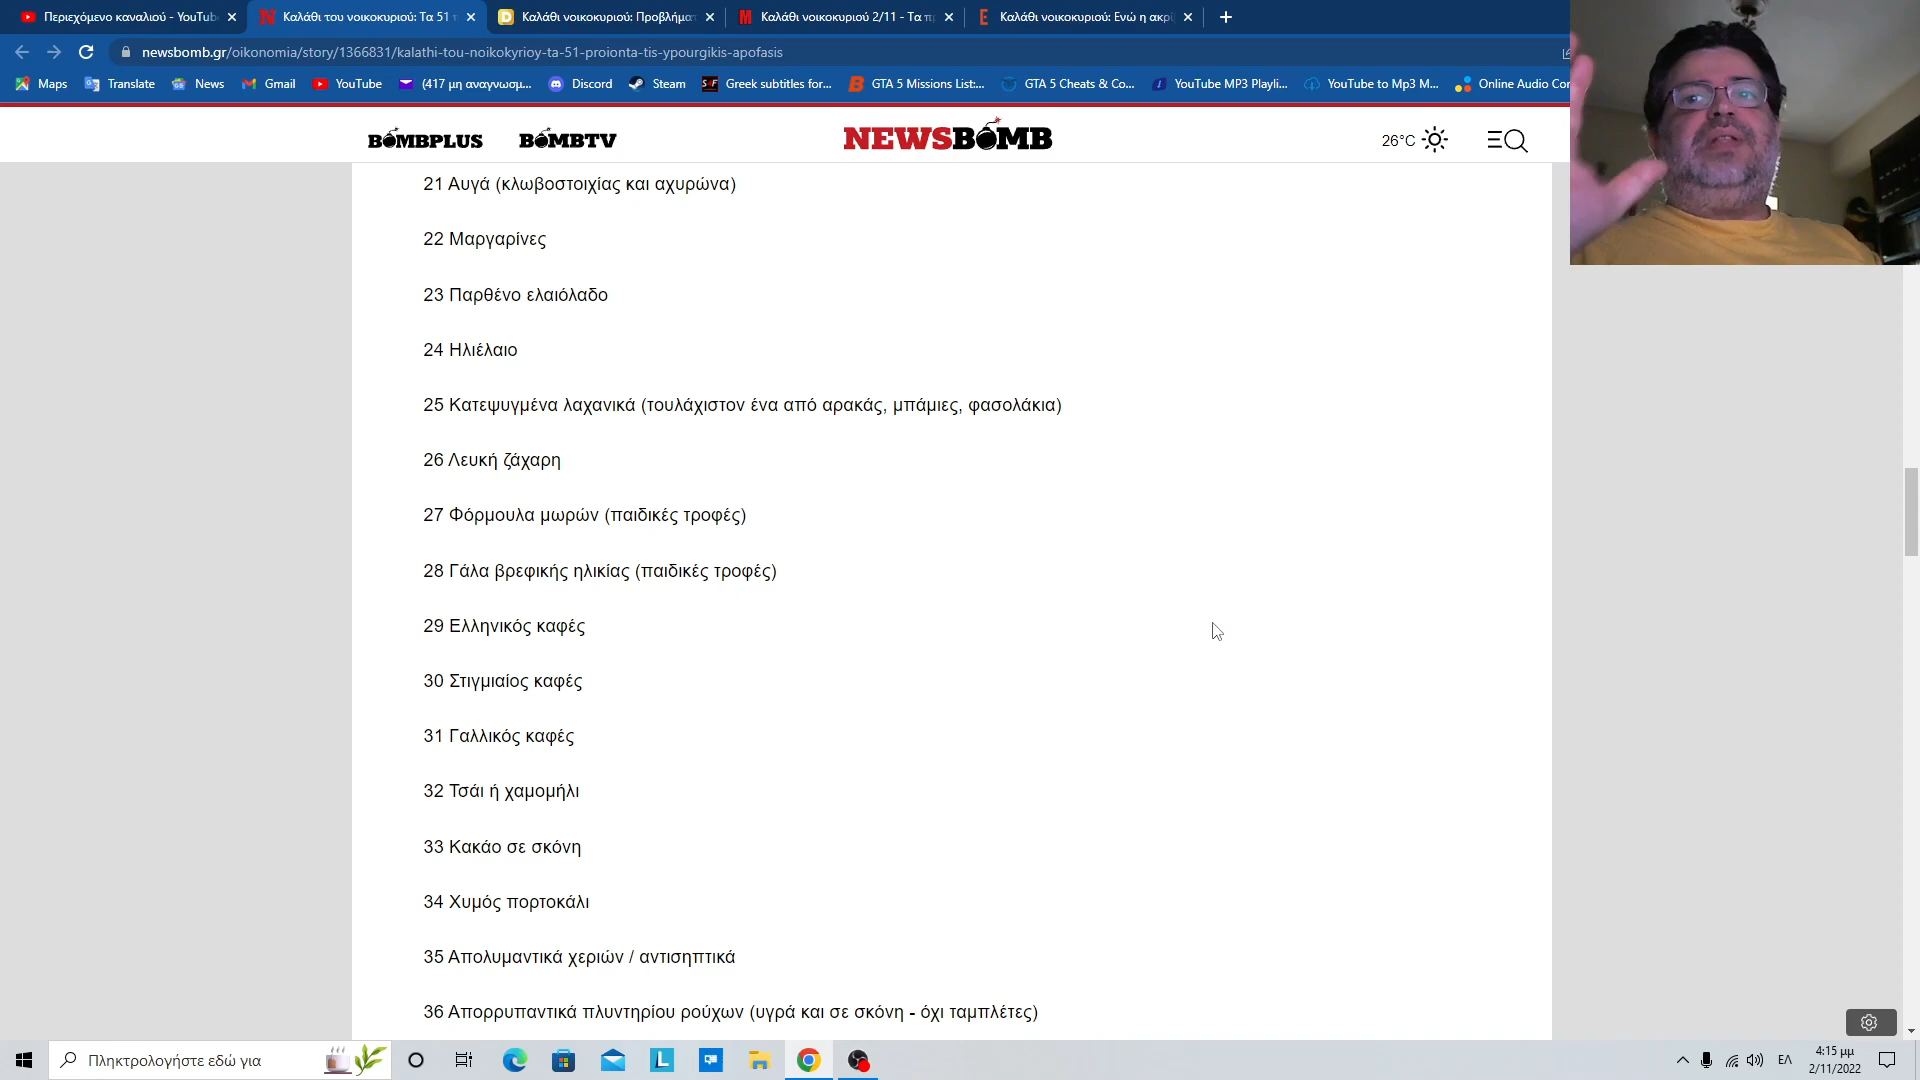 Περιεχόμενο καναλιού - YouTub
Καλάθι του νοικοκυριού: Τα 51
Καλάθι νοικοκυριού: Προβλήμα
Καλάθι νοικοκυριού 2/11 - Τα π
Καλάθι νοικοκυριού: Ενώ η ακρί
newsbomb.gr/oikonomia/story/1366831/kalathi-tou-noikokyrioy-ta-51-proionta-tis-ypourgikis-apofasis
Maps
Translate
News
Gmail
YouTube
(417 μη αναγνωσμ...
Discord
Steam
Greek subtitles for...
GTA 5 Missions List:...
GTA 5 Cheats & Co...
YouTube MP3 Playli...
YouTube to Mp3 M...
Online Audio Con
BOMBPLUS
BOMBTV
NEWSBOMB
26°C
21 Αυγά (κλωβοστοιχίας και αχυρώνα)
22 Μαργαρίνες
23 Παρθένο ελαιόλαδο
24 Ηλιέλαιο
25 Κατεψυγμένα λαχανικά (τουλάχιστον ένα από αρακάς, μπάμιες, φασολάκια)
26 Λευκή ζάχαρη
27 Φόρμουλα μωρών (παιδικές τροφές)
28 Γάλα βρεφικής ηλικίας (παιδικές τροφές)
29 Ελληνικός καφές
30 Στιγμιαίος καφές
31 Γαλλικός καφές
32 Τσάι ή χαμομήλι
33 Κακάο σε σκόνη
34 Χυμός πορτοκάλι
35 Απολυμαντικά χεριών / αντισηπτικά
36 Απορρυπαντικά πλυντηρίου ρούχων (υγρά και σε σκόνη - όχι ταμπλέτες)
Πληκτρολογήστε εδώ για
ΕΛ
4:15 μμ
2/11/2022